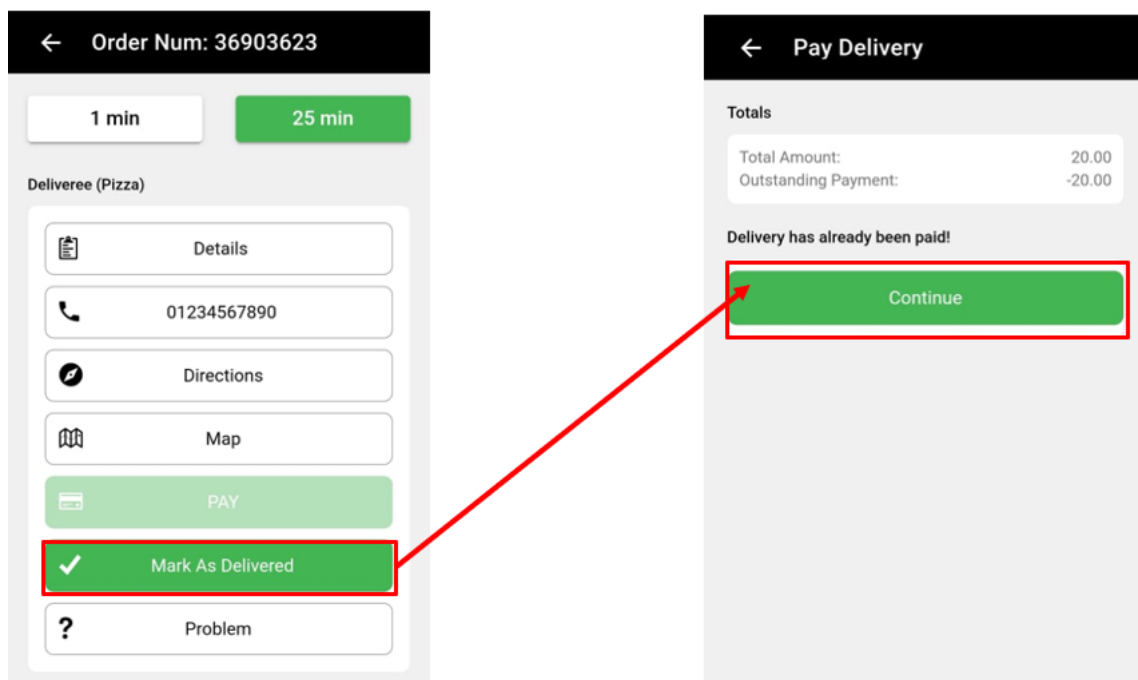 Order Num: 36903623
1 min
25 min
Deliveree (Pizza)
Details
01234567890
Directions
Map
PAY
Mark As Delivered
? Problem
Pay Delivery
Totals
Total Amount: 20.00
Outstanding Payment: -20.00
Delivery has already been paid!
Continue